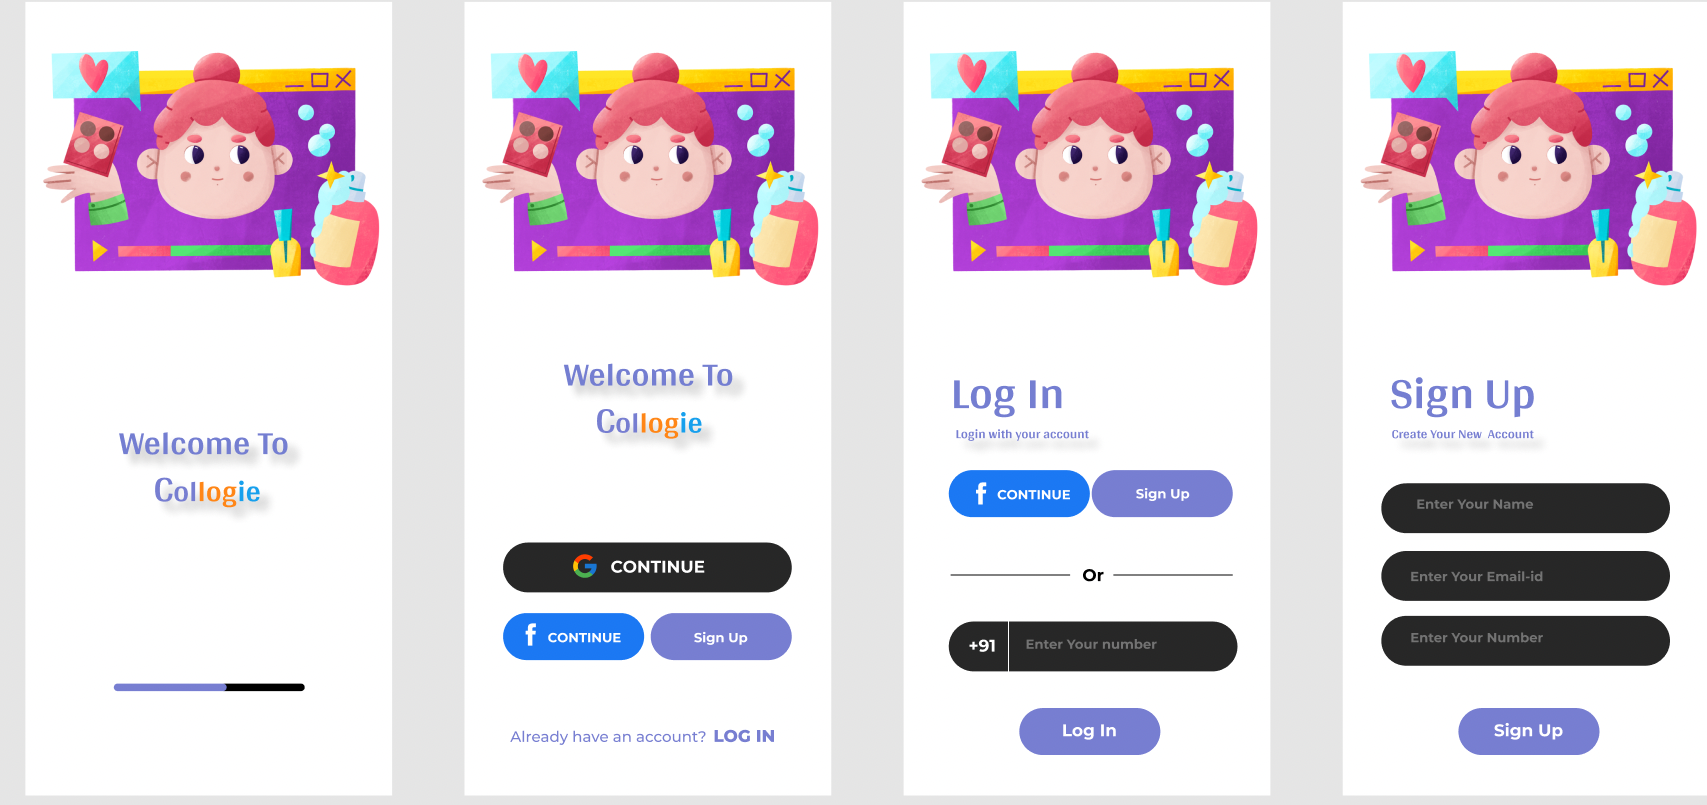 Welcome To
Collogie
Welcome To
Collogie
CONTINUE
f CONTINUE
Sign Up
Already have an account? LOG IN
Log In
Login with your account
f CONTINUE
Sign Up
Or
+91 Enter Your number
Log In
Sign Up
Create Your New Account
Enter Your Name
Enter Your Email-id
Enter Your Number
Sign Up